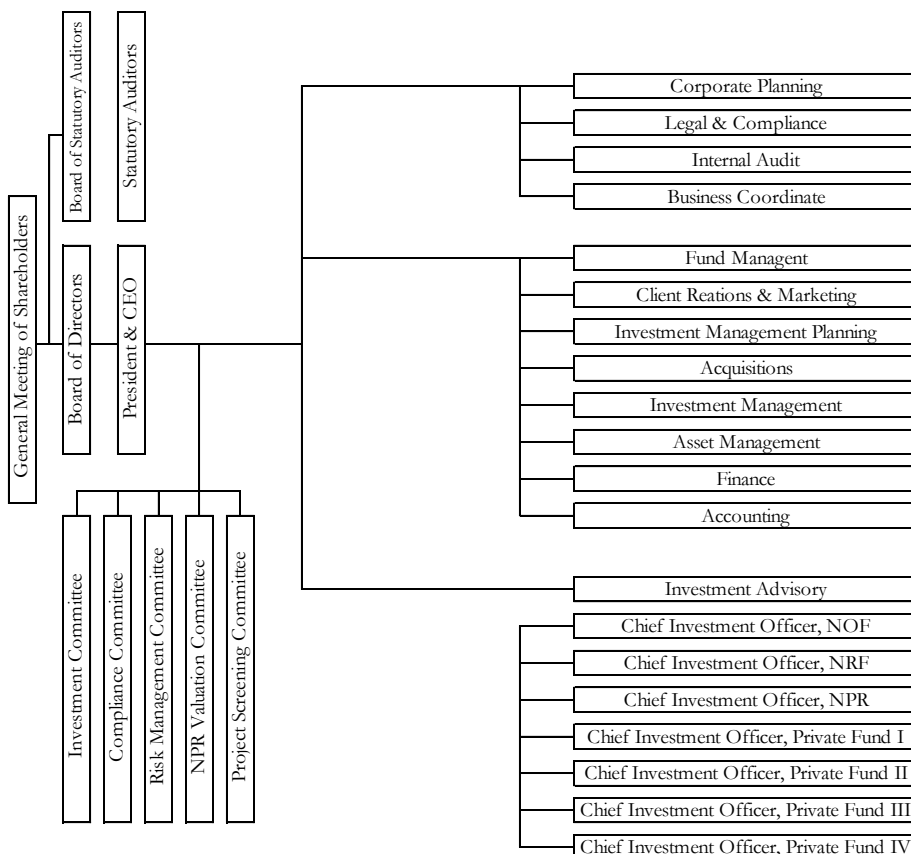 General Meeting of Shareholders
Board of Statutory Auditors
Statutory Auditors
Board of Directors
President & CEO
Investment Committee
Compliance Committee
Risk Management Committee
NPR Valuation Committee
Project Screening Committee
Corporate Planning
Legal & Compliance
Internal Audit
Business Coordinate
Fund Managent
Client Reations & Marketing
Investment Management Planning
Acquisitions
Investment Management
Asset Management
Finance
Accounting
Investment Advisory
Chief Investment Officer, NOF
Chief Investment Officer, NRF
Chief Investment Officer, NPR
Chief Investment Officer, Private Fund I
Chief Investment Officer, Private Fund II
Chief Investment Officer, Private Fund III
Chief Investment Officer, Private Fund IV